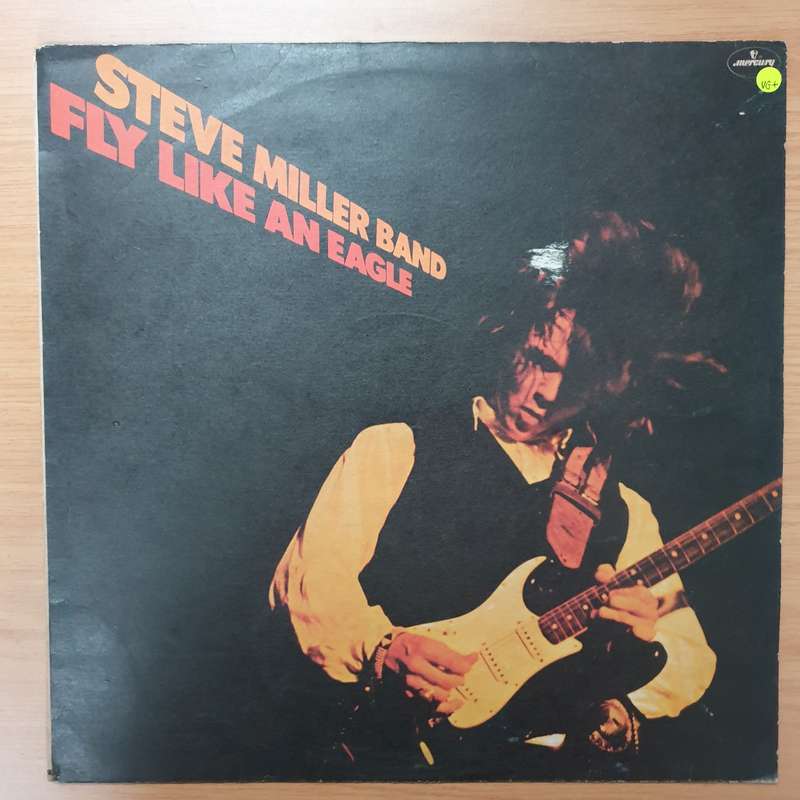 STEVE MILLER BAND
FLY LIKE AN EAGLE
mercury
VG+